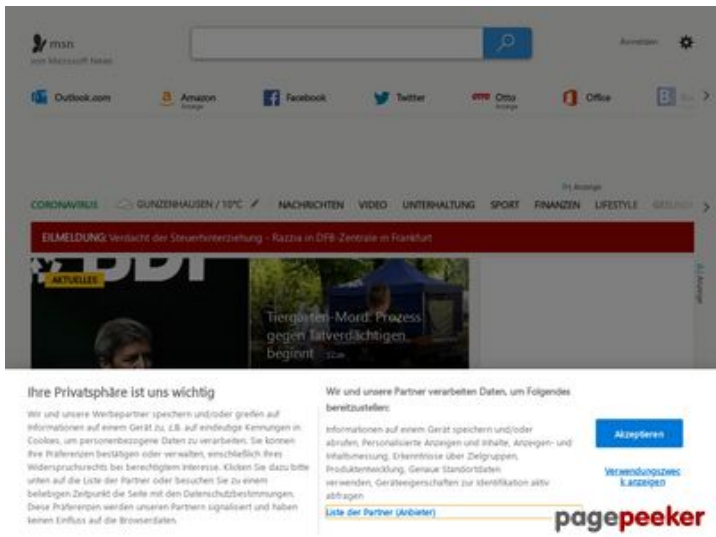 msn
von Microsoft News
Anmelden
Outlook.com
Amazon
Anzeige
Facebook
Twitter
OTTO
Otto
Anzeige
Office
Anzeige
CORONAVIRUS
GUNZENHAUSEN / 10°C
NACHRICHTEN
VIDEO
UNTERHALTUNG
SPORT
FINANZEN
LIFESTYLE
EILMELDUNG: Verdacht der Steuerhinterziehung – Razzia in DFB-Zentrale in Frankfurt
AKTUELLES
Tiergarten-Mord: Prozess
gegen Tatverdächtigen
beginnt
Anzeige
Ihre Privatsphäre ist uns wichtig
Wir und unsere Werbepartner speichern und/oder greifen auf
Informationen auf einem Gerät zu, z.B. auf eindeutige Kennungen in
Cookies, um personenbezogene Daten zu verarbeiten. Sie können
Ihre Präferenzen bestätigen oder verwalten, einschließlich Ihres
Widerspruchsrechts bei berechtigtem Interesse. Klicken Sie dazu bitte
unten auf die Liste der Partner oder besuchen Sie zu einem
beliebigen Zeitpunkt die Seite mit den Datenschutzbestimmungen.
Diese Präferenzen werden unseren Partnern signalisiert und haben
keinen Einfluss auf die Browserdaten.
Wir und unsere Partner verarbeiten Daten, um Folgendes
bereitzustellen:
Informationen auf einem Gerät speichern und/oder
abrufen, Personalisierte Anzeigen und Inhalte, Anzeigen- und
Inhaltsmessung, Erkenntnisse über Zielgruppen,
Produktentwicklung, Genaue Standortdaten
verwenden, Geräteeigenschaften zur Identifikation aktiv
abfragen
Liste der Partner (Anbieter)
Akzeptieren
Verwendungszwec
k anzeigen
pagepeeker